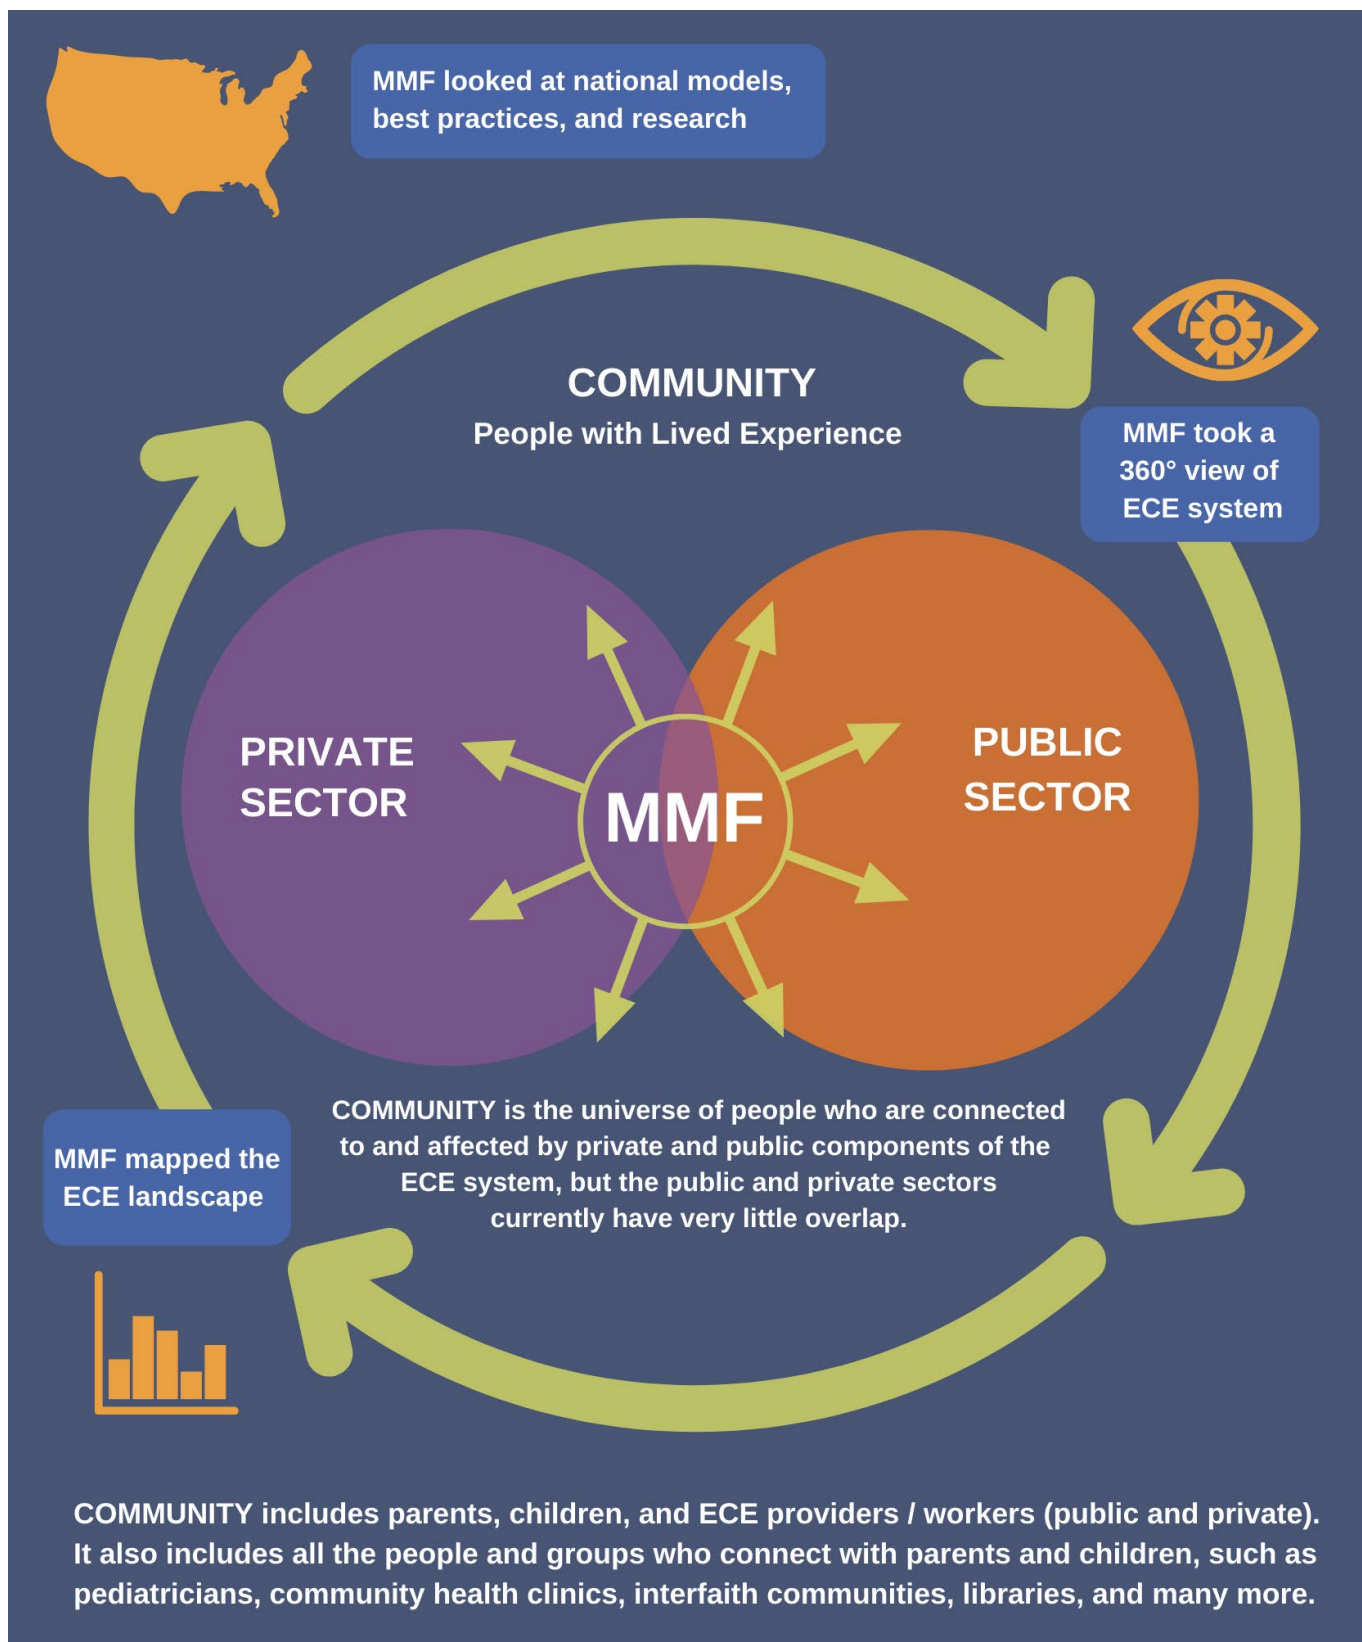 MMF looked at national models,
best practices, and research
COMMUNITY
People with Lived Experience
MMF took a
360° view of
ECE system
PRIVATE
SECTOR
MMF
PUBLIC
SECTOR
COMMUNITY is the universe of people who are connected
to and affected by private and public components of the
ECE system, but the public and private sectors
currently have very little overlap.
MMF mapped the
ECE landscape
COMMUNITY includes parents, children, and ECE providers / workers (public and private).
It also includes all the people and groups who connect with parents and children, such as
pediatricians, community health clinics, interfaith communities, libraries, and many more.